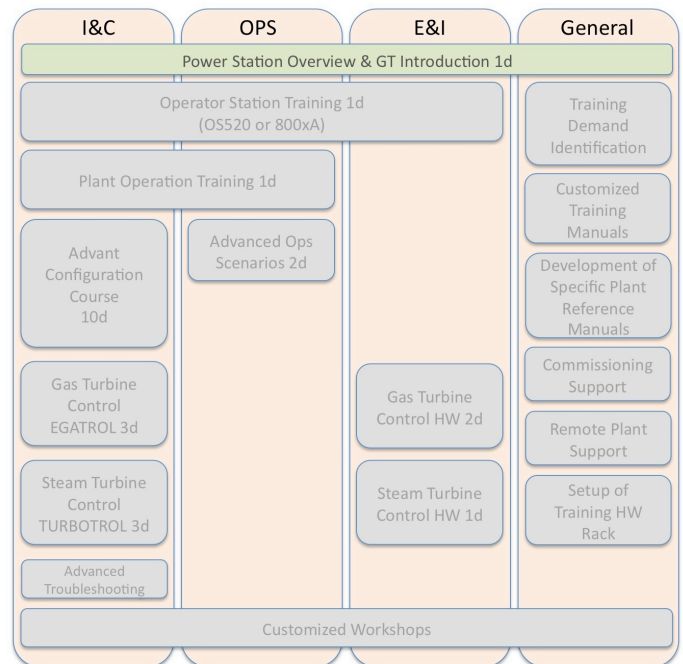 I&C
OPS
E&I
General
Power Station Overview & GT Introduction 1d
Operator Station Training 1d
(OS520 or 800xA)
Training
Demand
Identification
Plant Operation Training 1d
Customized
Training
Manuals
Advant
Configuration
Course
10d
Advanced Ops
Scenarios 2d
Development of
Specific Plant
Reference
Manuals
Commissioning
Support
Gas Turbine
Control
EGATROL 3d
Gas Turbine
Control HW 2d
Remote Plant
Support
Steam Turbine
Control
TURBOTROL 3d
Steam Turbine
Control HW 1d
Setup of
Training HW
Rack
Advanced
Troubleshooting
Customized Workshops